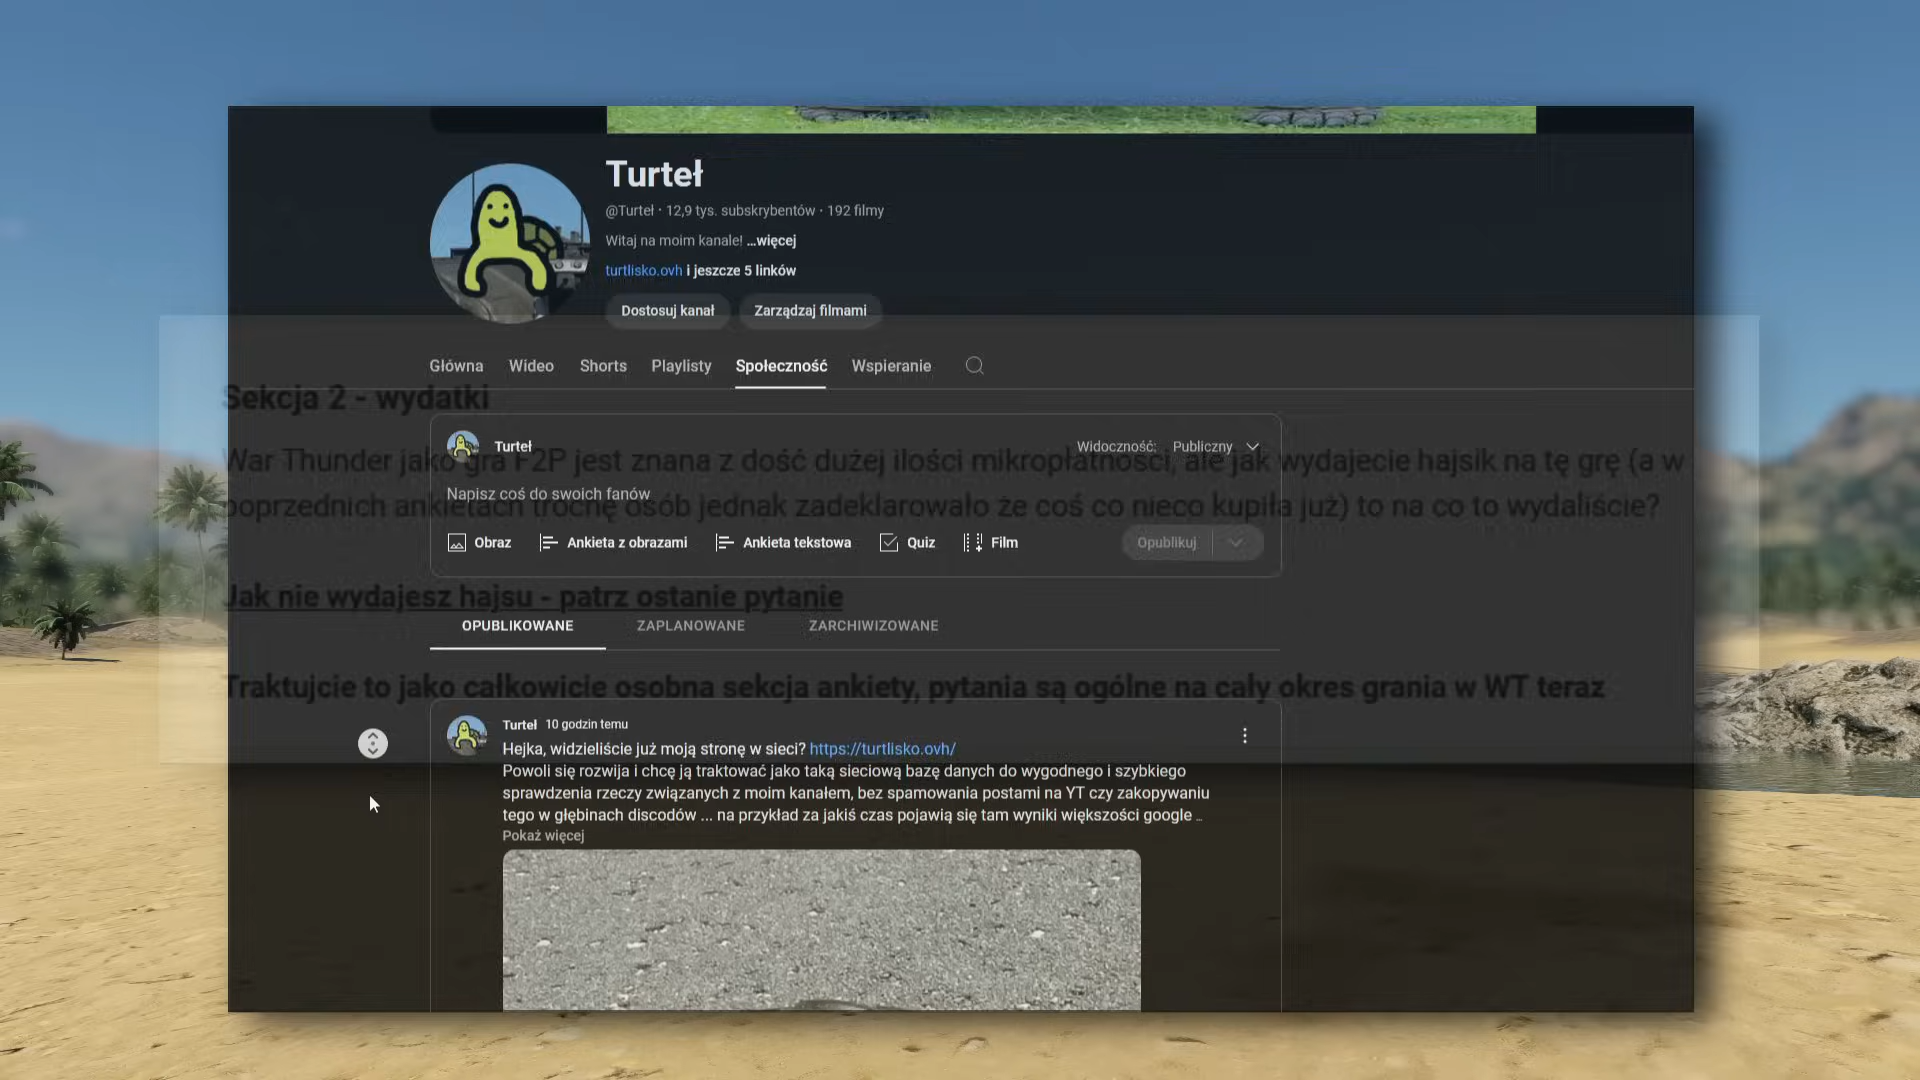 Turteł
@Turteł · 12,9 tys. subskrybentów · 192 filmy
Witaj na moim kanale! ...więcej
turtlisko.ovh i jeszcze 5 linków
Dostosuj kanał Zarządzaj filmami
Główna Wideo Shorts Playlisty Społeczność Wspieranie
Sekcja 2 - wydatki
Turteł Widoczność: Publiczny
War Thunder jako gra F2P jest znana z dość dużej ilości mikropłatności, ale jak wydajecie hajsik na tę grę (a w
Napisz coś do swoich fanów
poprzednich ankietach trochę osób jednak zadeklarowało że coś co nieco kupiła już) to na co to wydaliście?
Obraz Ankieta z obrazami Ankieta tekstowa Quiz Film Opublikuj
Jak nie wydajesz hajsu - patrz ostanie pytanie
OPUBLIKOWANE ZAPLANOWANE ZARCHIWIZOWANE
Traktujcie to jako całkowicie osobna sekcja ankiety, pytania są ogólne na cały okres grania w WT teraz
Turteł 10 godzin temu
Hejka, widzieliście już moją stronę w sieci? https://turtlisko.ovh/
Powoli się rozwija i chcę ją traktować jako taką sieciową bazę danych do wygodnego i szybkiego
sprawdzenia rzeczy związanych z moim kanałem, bez spamowania postami na YT czy zakopywaniu
tego w głębinach discodów ... na przykład za jakiś czas pojawią się tam wyniki większości google ...
Pokaż więcej